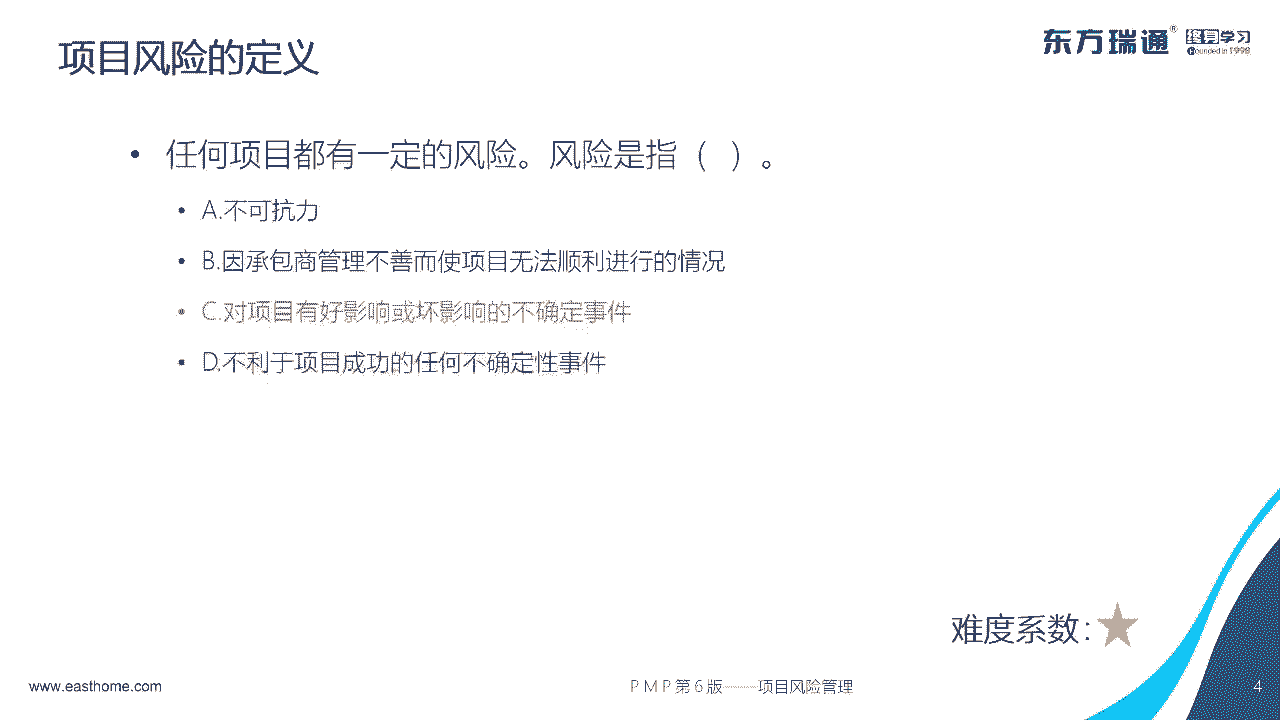 项目风险的定义
东方瑞通® 终身学习
Founded in 1998
• 任何项目都有一定的风险。风险是指（ ）。
• A.不可抗力
• B.因承包商管理不善而使项目无法顺利进行的情况
• C.对项目有好影响或坏影响的不确定事件
• D.不利于项目成功的任何不确定性事件
难度系数:
www.easthome.com
PMP第6版——项目风险管理
4